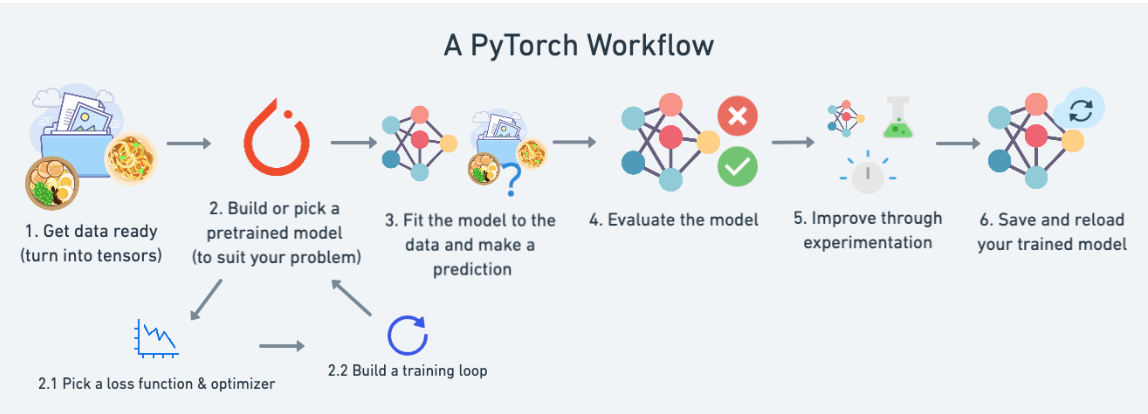 A PyTorch Workflow
1. Get data ready
(turn into tensors)
2. Build or pick a
pretrained model
(to suit your problem)
3. Fit the model to the
data and make a
prediction
?
4. Evaluate the model
5. Improve through
experimentation
6. Save and reload
your trained model
2.1 Pick a loss function & optimizer
2.2 Build a training loop